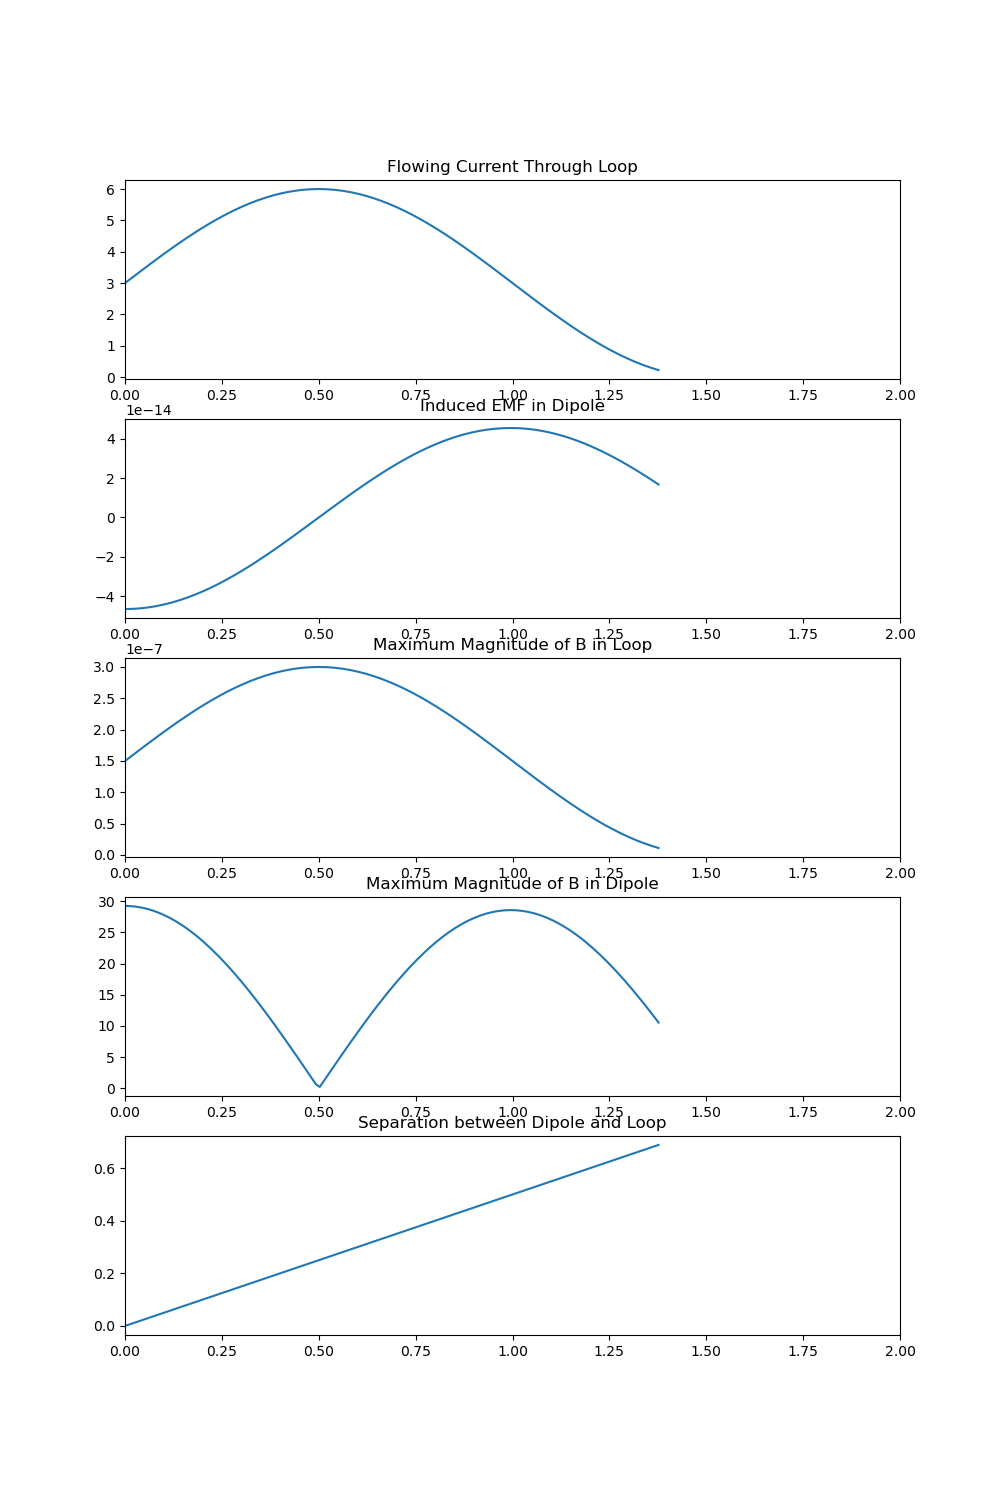 Flowing Current Through Loop
6
5
4
3
2
1
0
0.00 0.25 0.50 0.75 1.00 1.25 1.50 1.75 2.00
Induced EMF in Dipole
1e−14
4
2
0
−2
−4
0.00 0.25 0.50 0.75 1.00 1.25 1.50 1.75 2.00
Maximum Magnitude of B in Loop
1e−7
3.0
2.5
2.0
1.5
1.0
0.5
0.0
0.00 0.25 0.50 0.75 1.00 1.25 1.50 1.75 2.00
Maximum Magnitude of B in Dipole
30
25
20
15
10
5
0
0.00 0.25 0.50 0.75 1.00 1.25 1.50 1.75 2.00
Separation between Dipole and Loop
0.6
0.4
0.2
0.0
0.00 0.25 0.50 0.75 1.00 1.25 1.50 1.75 2.00